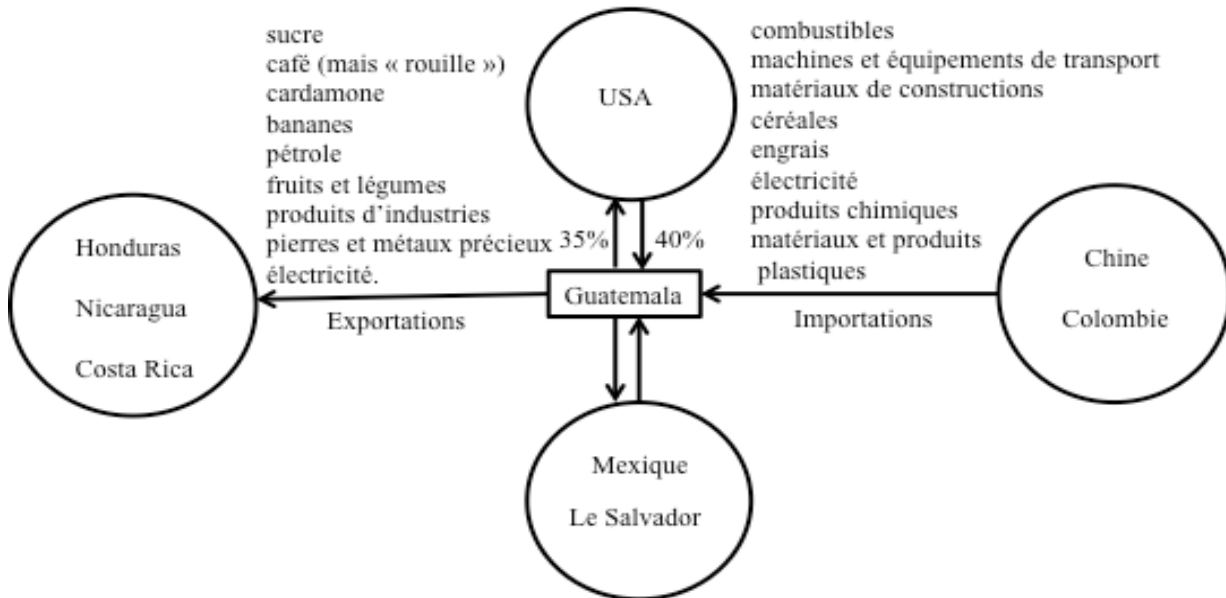 sucre
café (mais « rouille »)
cardamone
bananes
pétrole
fruits et légumes
produits d’industries
pierres et métaux précieux
électricité.
USA
combustibles
machines et équipements de transport
matériaux de constructions
céréales
engrais
électricité
produits chimiques
matériaux et produits
plastiques
35%
40%
Honduras
Nicaragua
Costa Rica
Exportations
Guatemala
Importations
Chine
Colombie
Mexique
Le Salvador